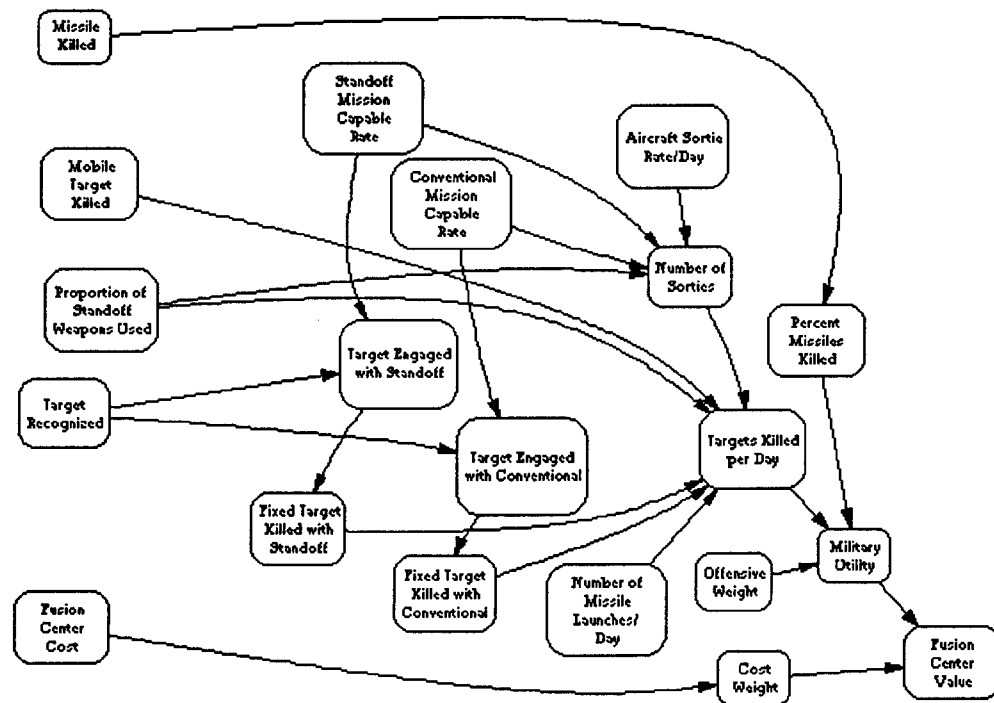 Missile
Killed
Standoff
Mission
Capable
Rate
Aircraft Sortie
Rate/Day
Mobile
Target
Killed
Conventional
Mission
Capable
Rate
Number of
Sorties
Proportion of
Standoff
Weapons Used
Percent
Missiles
Killed
Target Engaged
with Standoff
Target
Recognized
Target Engaged
with Conventional
Targets Killed
per Day
Fixed Target
Killed with
Standoff
Fixed Target
Killed with
Conventional
Number of
Missile
Launches/
Day
Offensive
Weight
Military
Utility
Fusion
Center
Cost
Cost
Weight
Fusion
Center
Value